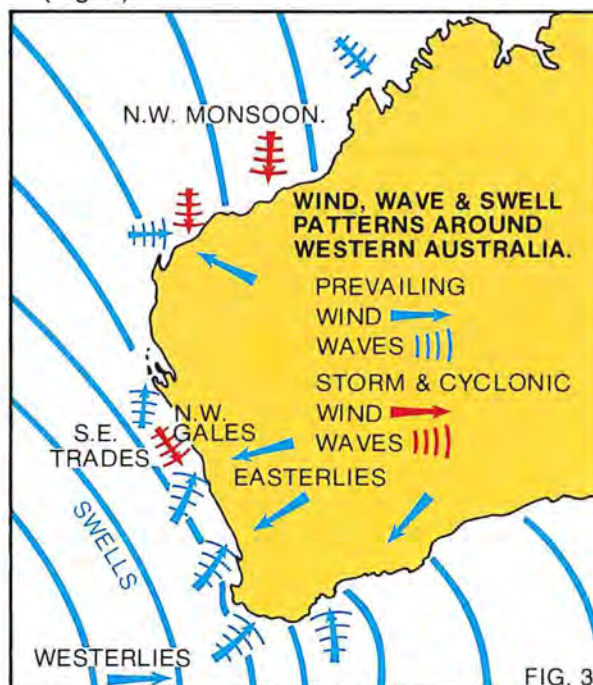 N.W. MONSOON.
WIND, WAVE & SWELL
PATTERNS AROUND
WESTERN AUSTRALIA.
PREVAILING
WIND
WAVES
STORM & CYCLONIC
WIND
WAVES
N.W.
GALES
S.E.
TRADES
EASTERLIES
SWELLS
WESTERLIES
FIG. 3